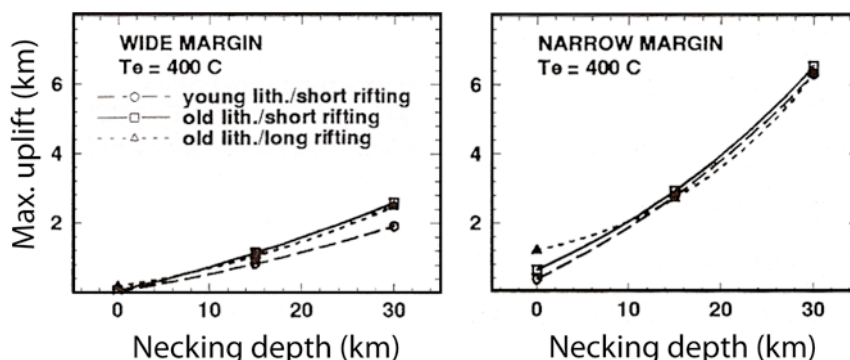 WIDE MARGIN
Te = 400 C
young lith./short rifting
old lith./short rifting
old lith./long rifting
Max. uplift (km)
6
4
2
0 10 20 30
Necking depth (km)
NARROW MARGIN
Te = 400 C
6
4
2
0 10 20 30
Necking depth (km)